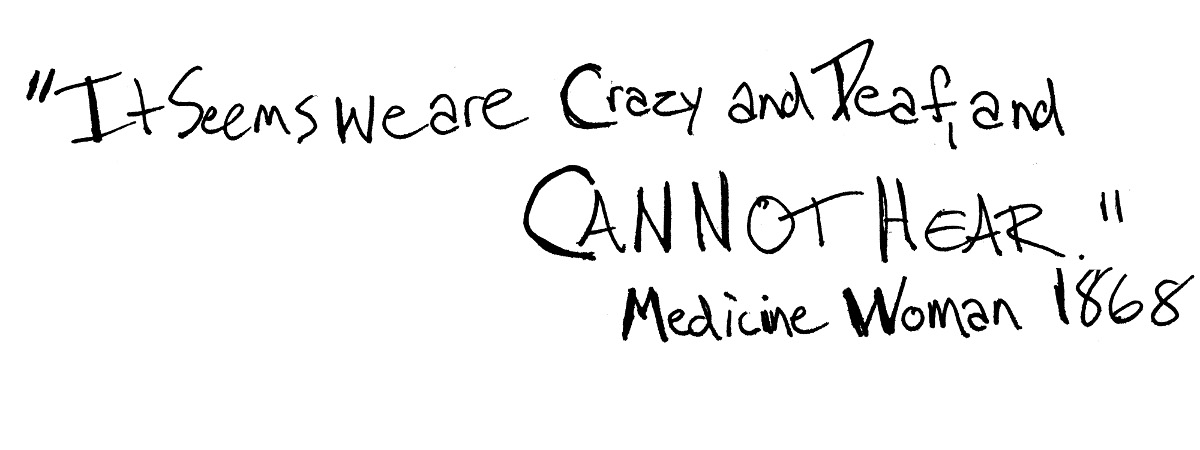 "It Seems we are Crazy and Deaf, and
CANNOT HEAR."
Medicine Woman 1868